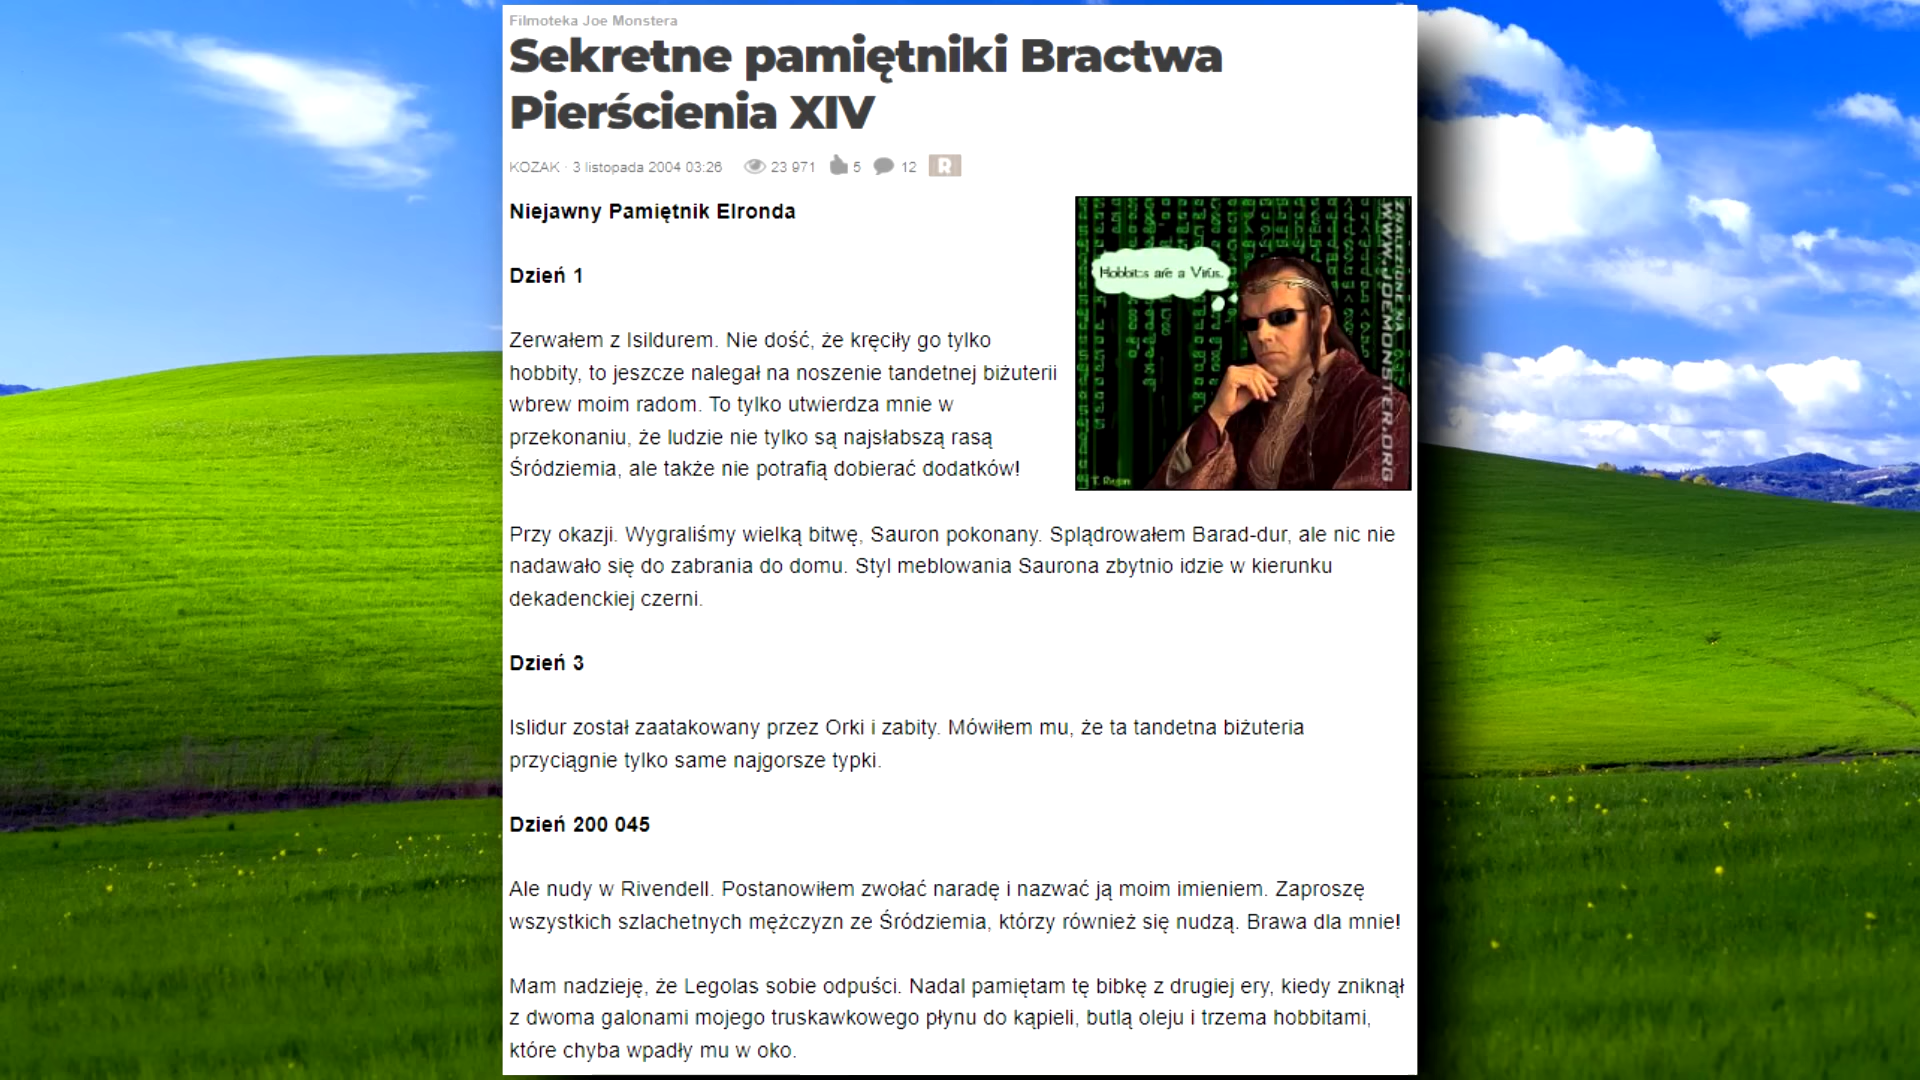 Filmoteka Joe Monstera
Sekretne pamiętniki Bractwa
Pierścienia XIV
KOZAK · 3 listopada 2004 03:26 23 971 5 12 R
Niejawny Pamiętnik Elronda
Dzień 1
Zerwałem z Isildurem. Nie dość, że kręciły go tylko
hobbity, to jeszcze nalegał na noszenie tandetnej biżuterii
wbrew moim radom. To tylko utwierdza mnie w
przekonaniu, że ludzie nie tylko są najsłabszą rasą
Śródziemia, ale także nie potrafią dobierać dodatków!
Hobbits are a Virus.
ZNALEZIONE NA
WWW.JOEMONSTER.ORG
Przy okazji. Wygraliśmy wielką bitwę, Sauron pokonany. Splądrowałem Barad-dur, ale nic nie
nadawało się do zabrania do domu. Styl meblowania Saurona zbytnio idzie w kierunku
dekadenckiej czerni.
Dzień 3
Islidur został zaatakowany przez Orki i zabity. Mówiłem mu, że ta tandetna biżuteria
przyciągnie tylko same najgorsze typki.
Dzień 200 045
Ale nudy w Rivendell. Postanowiłem zwołać naradę i nazwać ją moim imieniem. Zaproszę
wszystkich szlachetnych mężczyzn ze Śródziemia, którzy również się nudzą. Brawa dla mnie!
Mam nadzieję, że Legolas sobie odpuści. Nadal pamiętam tę bibkę z drugiej ery, kiedy zniknął
z dwoma galonami mojego truskawkowego płynu do kąpieli, butlą oleju i trzema hobbitami,
które chyba wpadły mu w oko.